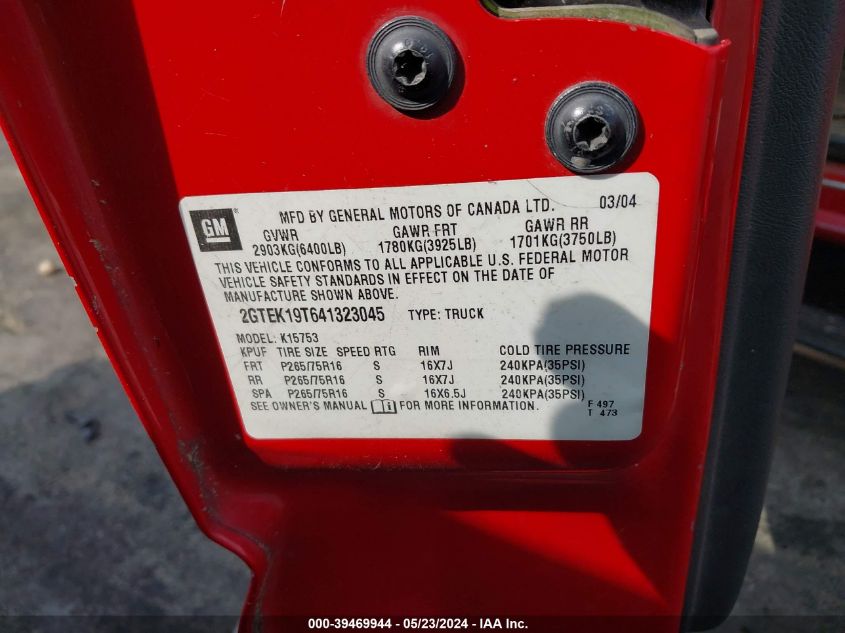 GM
MFD BY GENERAL MOTORS OF CANADA LTD. 03/04
GVWR GAWR FRT GAWR RR
2903KG(6400LB) 1780KG(3925LB) 1701KG(3750LB)
THIS VEHICLE CONFORMS TO ALL APPLICABLE U.S. FEDERAL MOTOR
VEHICLE SAFETY STANDARDS IN EFFECT ON THE DATE OF
MANUFACTURE SHOWN ABOVE.
2GTEK19T641323045 TYPE: TRUCK
MODEL: K15753
KPUF TIRE SIZE SPEED RTG RIM COLD TIRE PRESSURE
FRT P265/75R16 S 16X7J 240KPA(35PSI)
RR P265/75R16 S 16X7J 240KPA(35PSI)
SPA P265/75R16 S 16X6.5J 240KPA(35PSI)
SEE OWNER'S MANUAL FOR MORE INFORMATION.
F 497
T 473
000-39469944 / 05/23/2024 - IAA Inc.